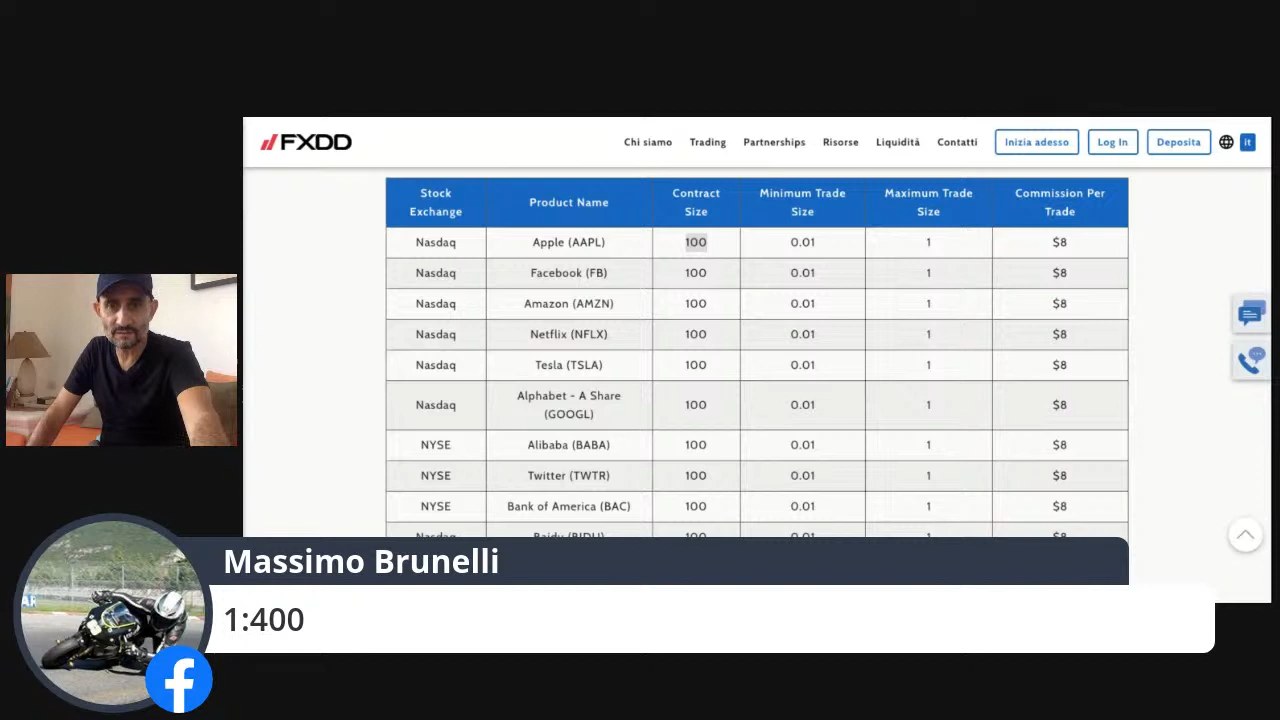 FXDD
Chi siamo Trading Partnerships Risorse Liquidità Contatti Inizia adesso Log In Deposita it
Stock Exchange Product Name Contract Size Minimum Trade Size Maximum Trade Size Commission Per Trade
Nasdaq Apple (AAPL) 100 0.01 1 $8
Nasdaq Facebook (FB) 100 0.01 1 $8
Nasdaq Amazon (AMZN) 100 0.01 1 $8
Nasdaq Netflix (NFLX) 100 0.01 1 $8
Nasdaq Tesla (TSLA) 100 0.01 1 $8
Nasdaq Alphabet - A Share (GOOGL) 100 0.01 1 $8
NYSE Alibaba (BABA) 100 0.01 1 $8
NYSE Twitter (TWTR) 100 0.01 1 $8
NYSE Bank of America (BAC) 100 0.01 1 $8
Massimo Brunelli
1:400